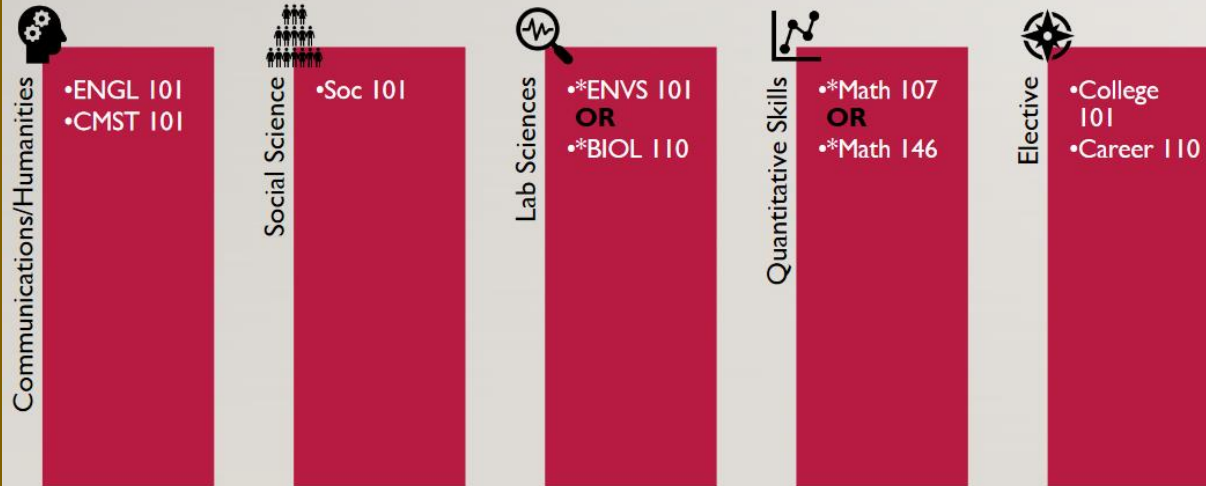 Communications/Humanities
•ENGL 101
•CMST 101
Social Science
•Soc 101
Lab Sciences
•*ENVS 101
OR
•*BIOL 110
Quantitative Skills
•*Math 107
OR
•*Math 146
Elective
•College
101
•Career 110